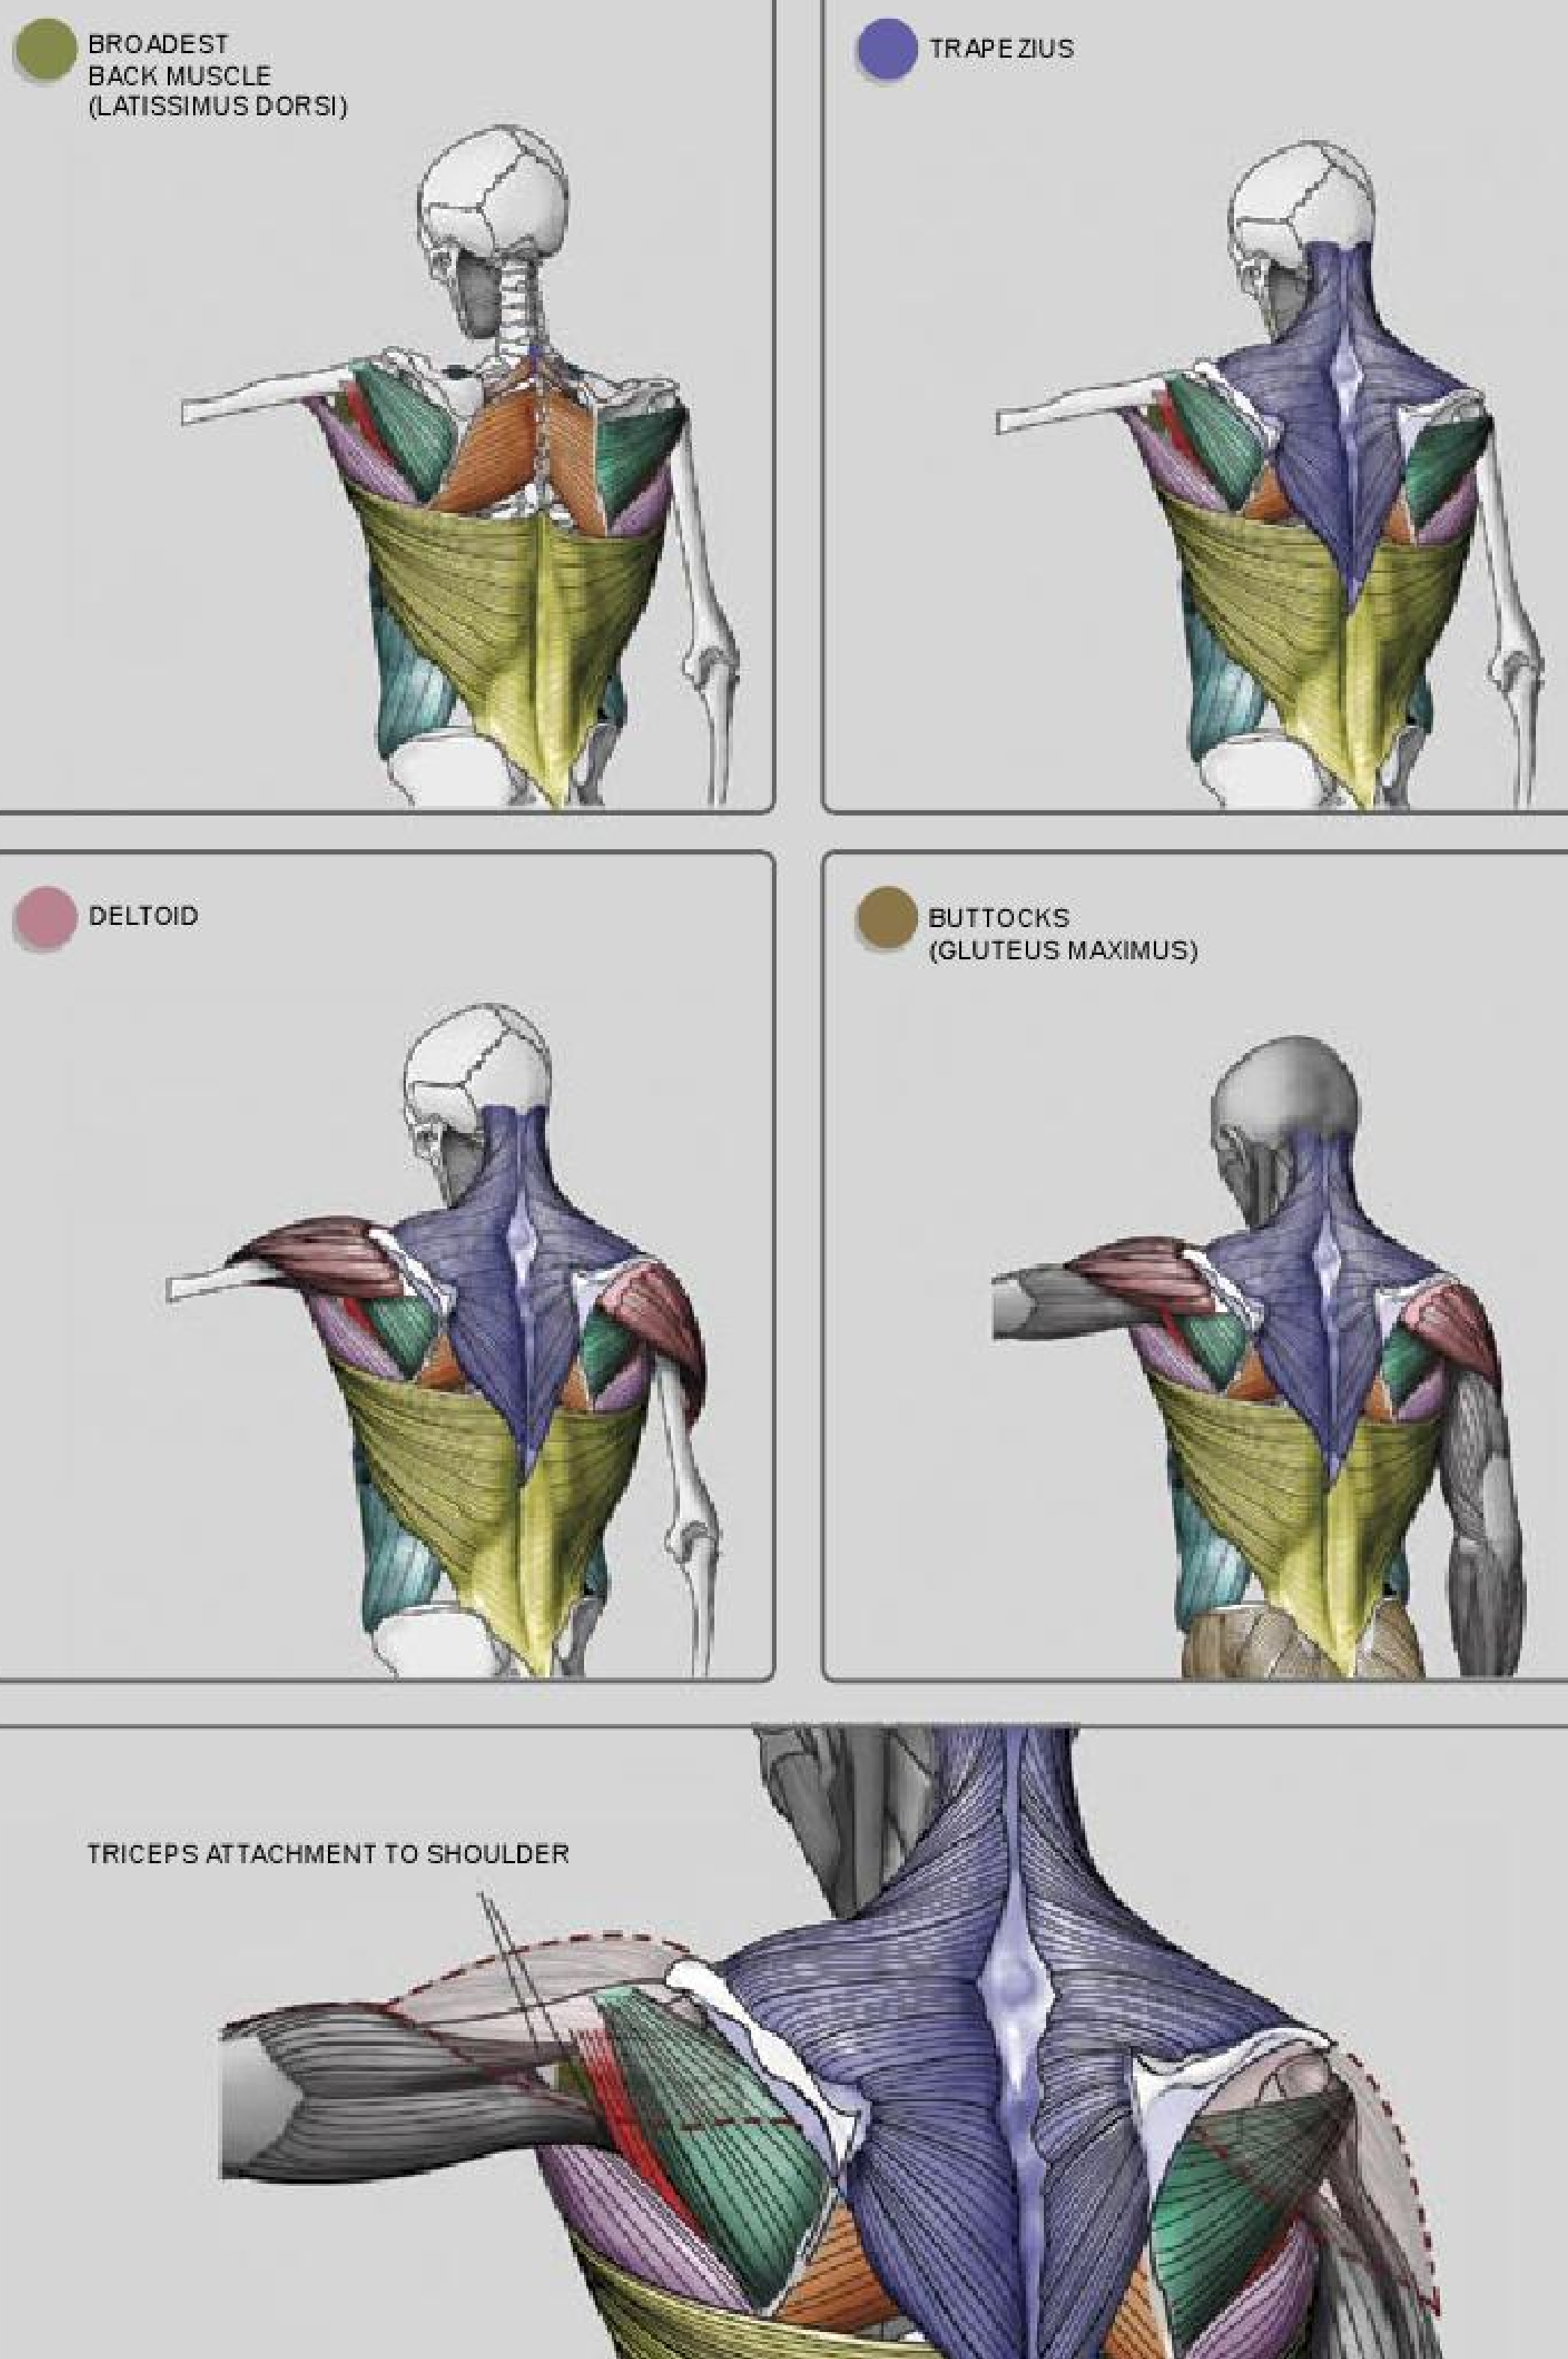 BROADEST
BACK MUSCLE
(LATISSIMUS DORSI)
TRAPEZIUS
DELTOID
BUTTOCKS
(GLUTEUS MAXIMUS)
TRICEPS ATTACHMENT TO SHOULDER